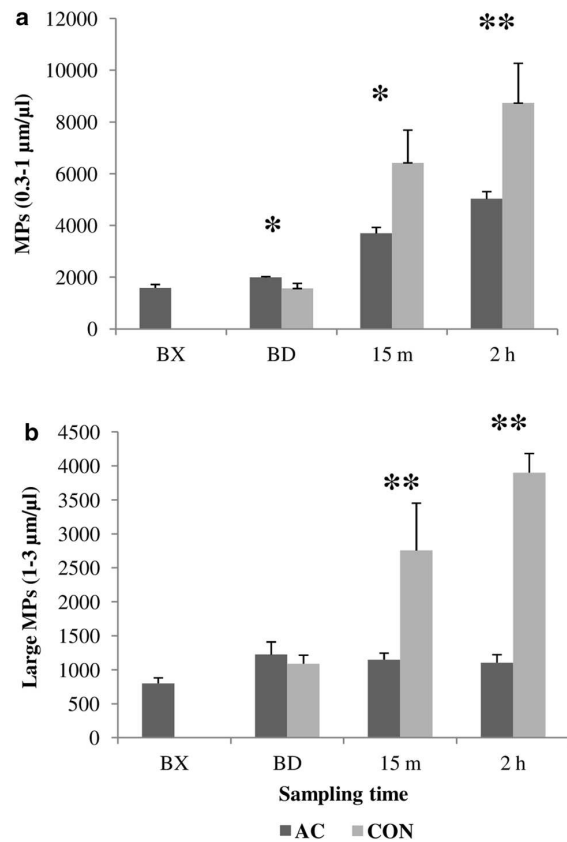 a
MPs (0.3-1 µm/µl)
12000
10000
8000
6000
4000
2000
0
*
*
**
BX BD 15 m 2 h
b
Large MPs (1-3 µm/µl)
4500
4000
3500
3000
2500
2000
1500
1000
500
0
**
**
BX BD 15 m 2 h
Sampling time
AC CON